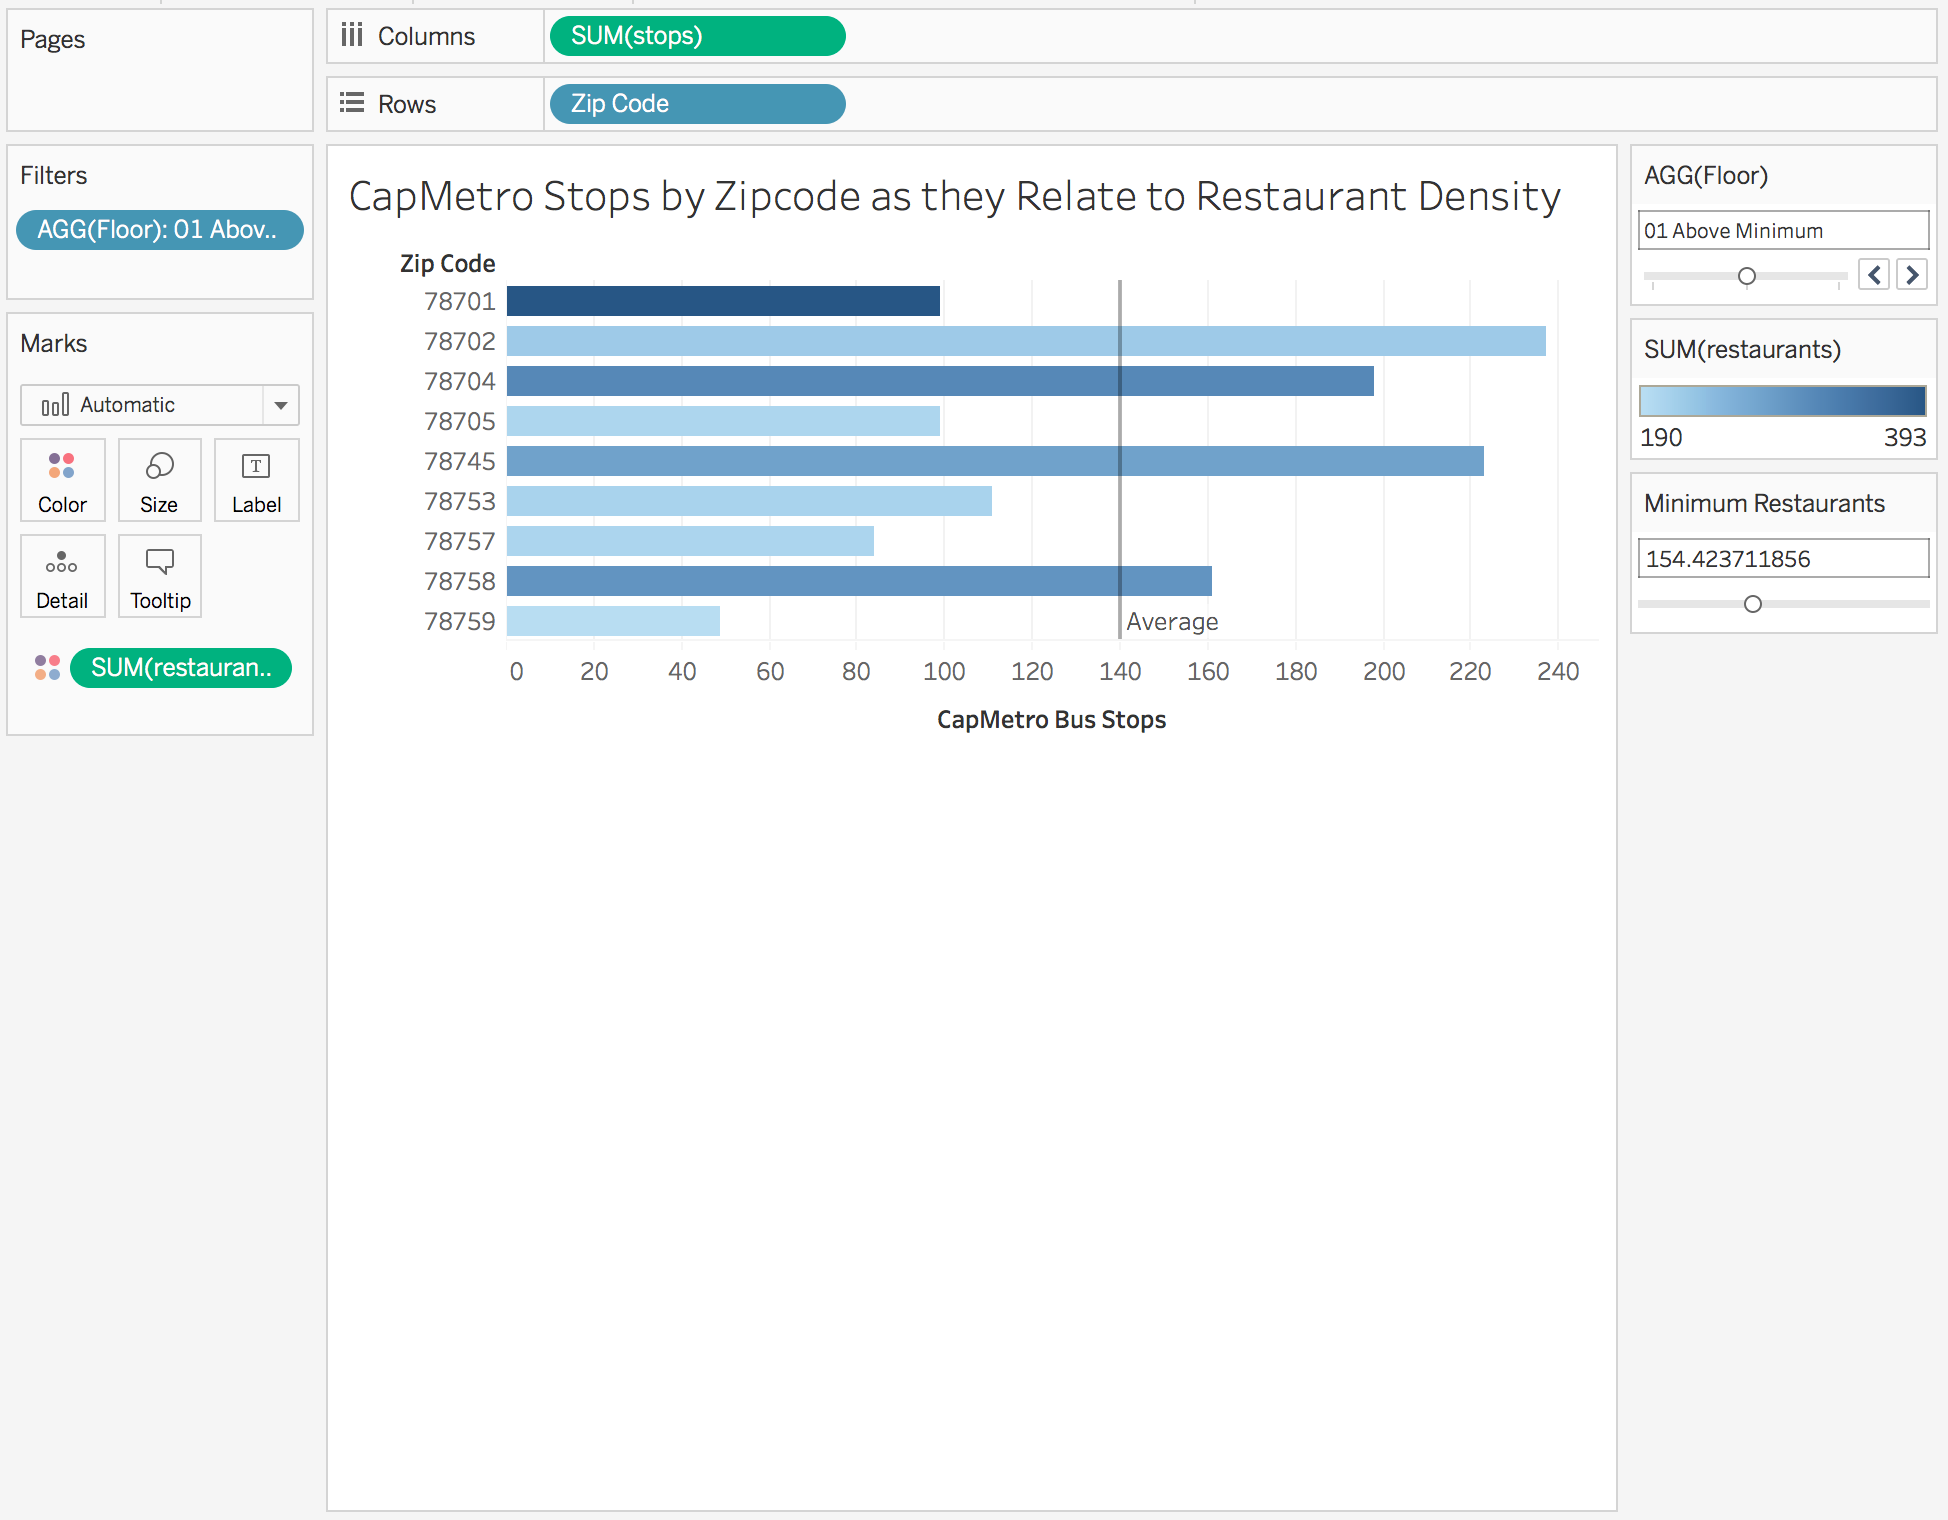 Pages
Columns
SUM(stops)
Rows
Zip Code
Filters
AGG(Floor): 01 Abov..
Marks
Automatic
Color
Size
T
Label
Detail
Tooltip
SUM(restauran..
CapMetro Stops by Zipcode as they Relate to Restaurant Density
Zip Code
78701
78702
78704
78705
78745
78753
78757
78758
78759
Average
0 20 40 60 80 100 120 140 160 180 200 220 240
CapMetro Bus Stops
AGG(Floor)
01 Above Minimum
SUM(restaurants)
190 393
Minimum Restaurants
154.423711856